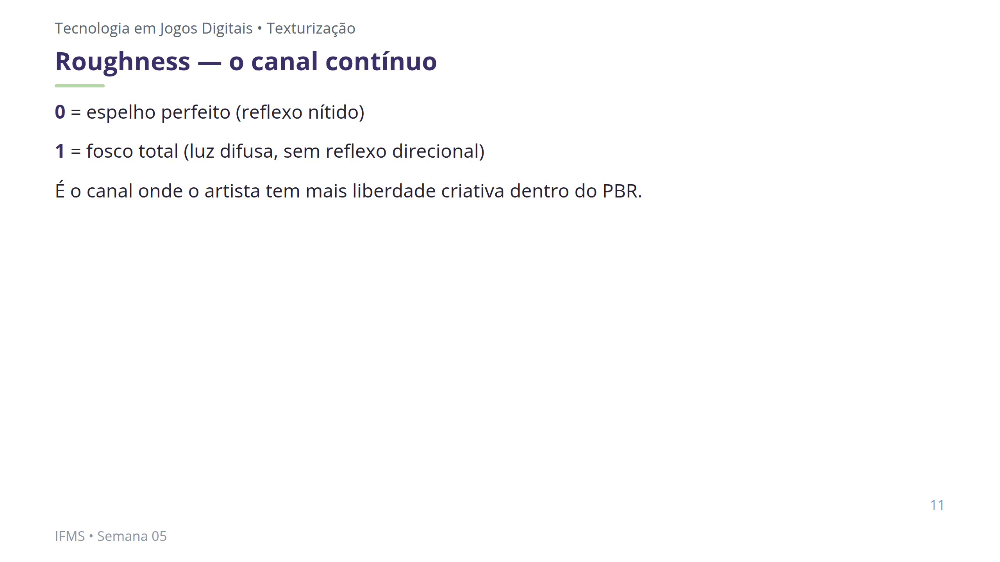 Tecnologia em Jogos Digitais • Texturização
Roughness — o canal contínuo
0 = espelho perfeito (reflexo nítido)
1 = fosco total (luz difusa, sem reflexo direcional)
É o canal onde o artista tem mais liberdade criativa dentro do PBR.
11
IFMS • Semana 05